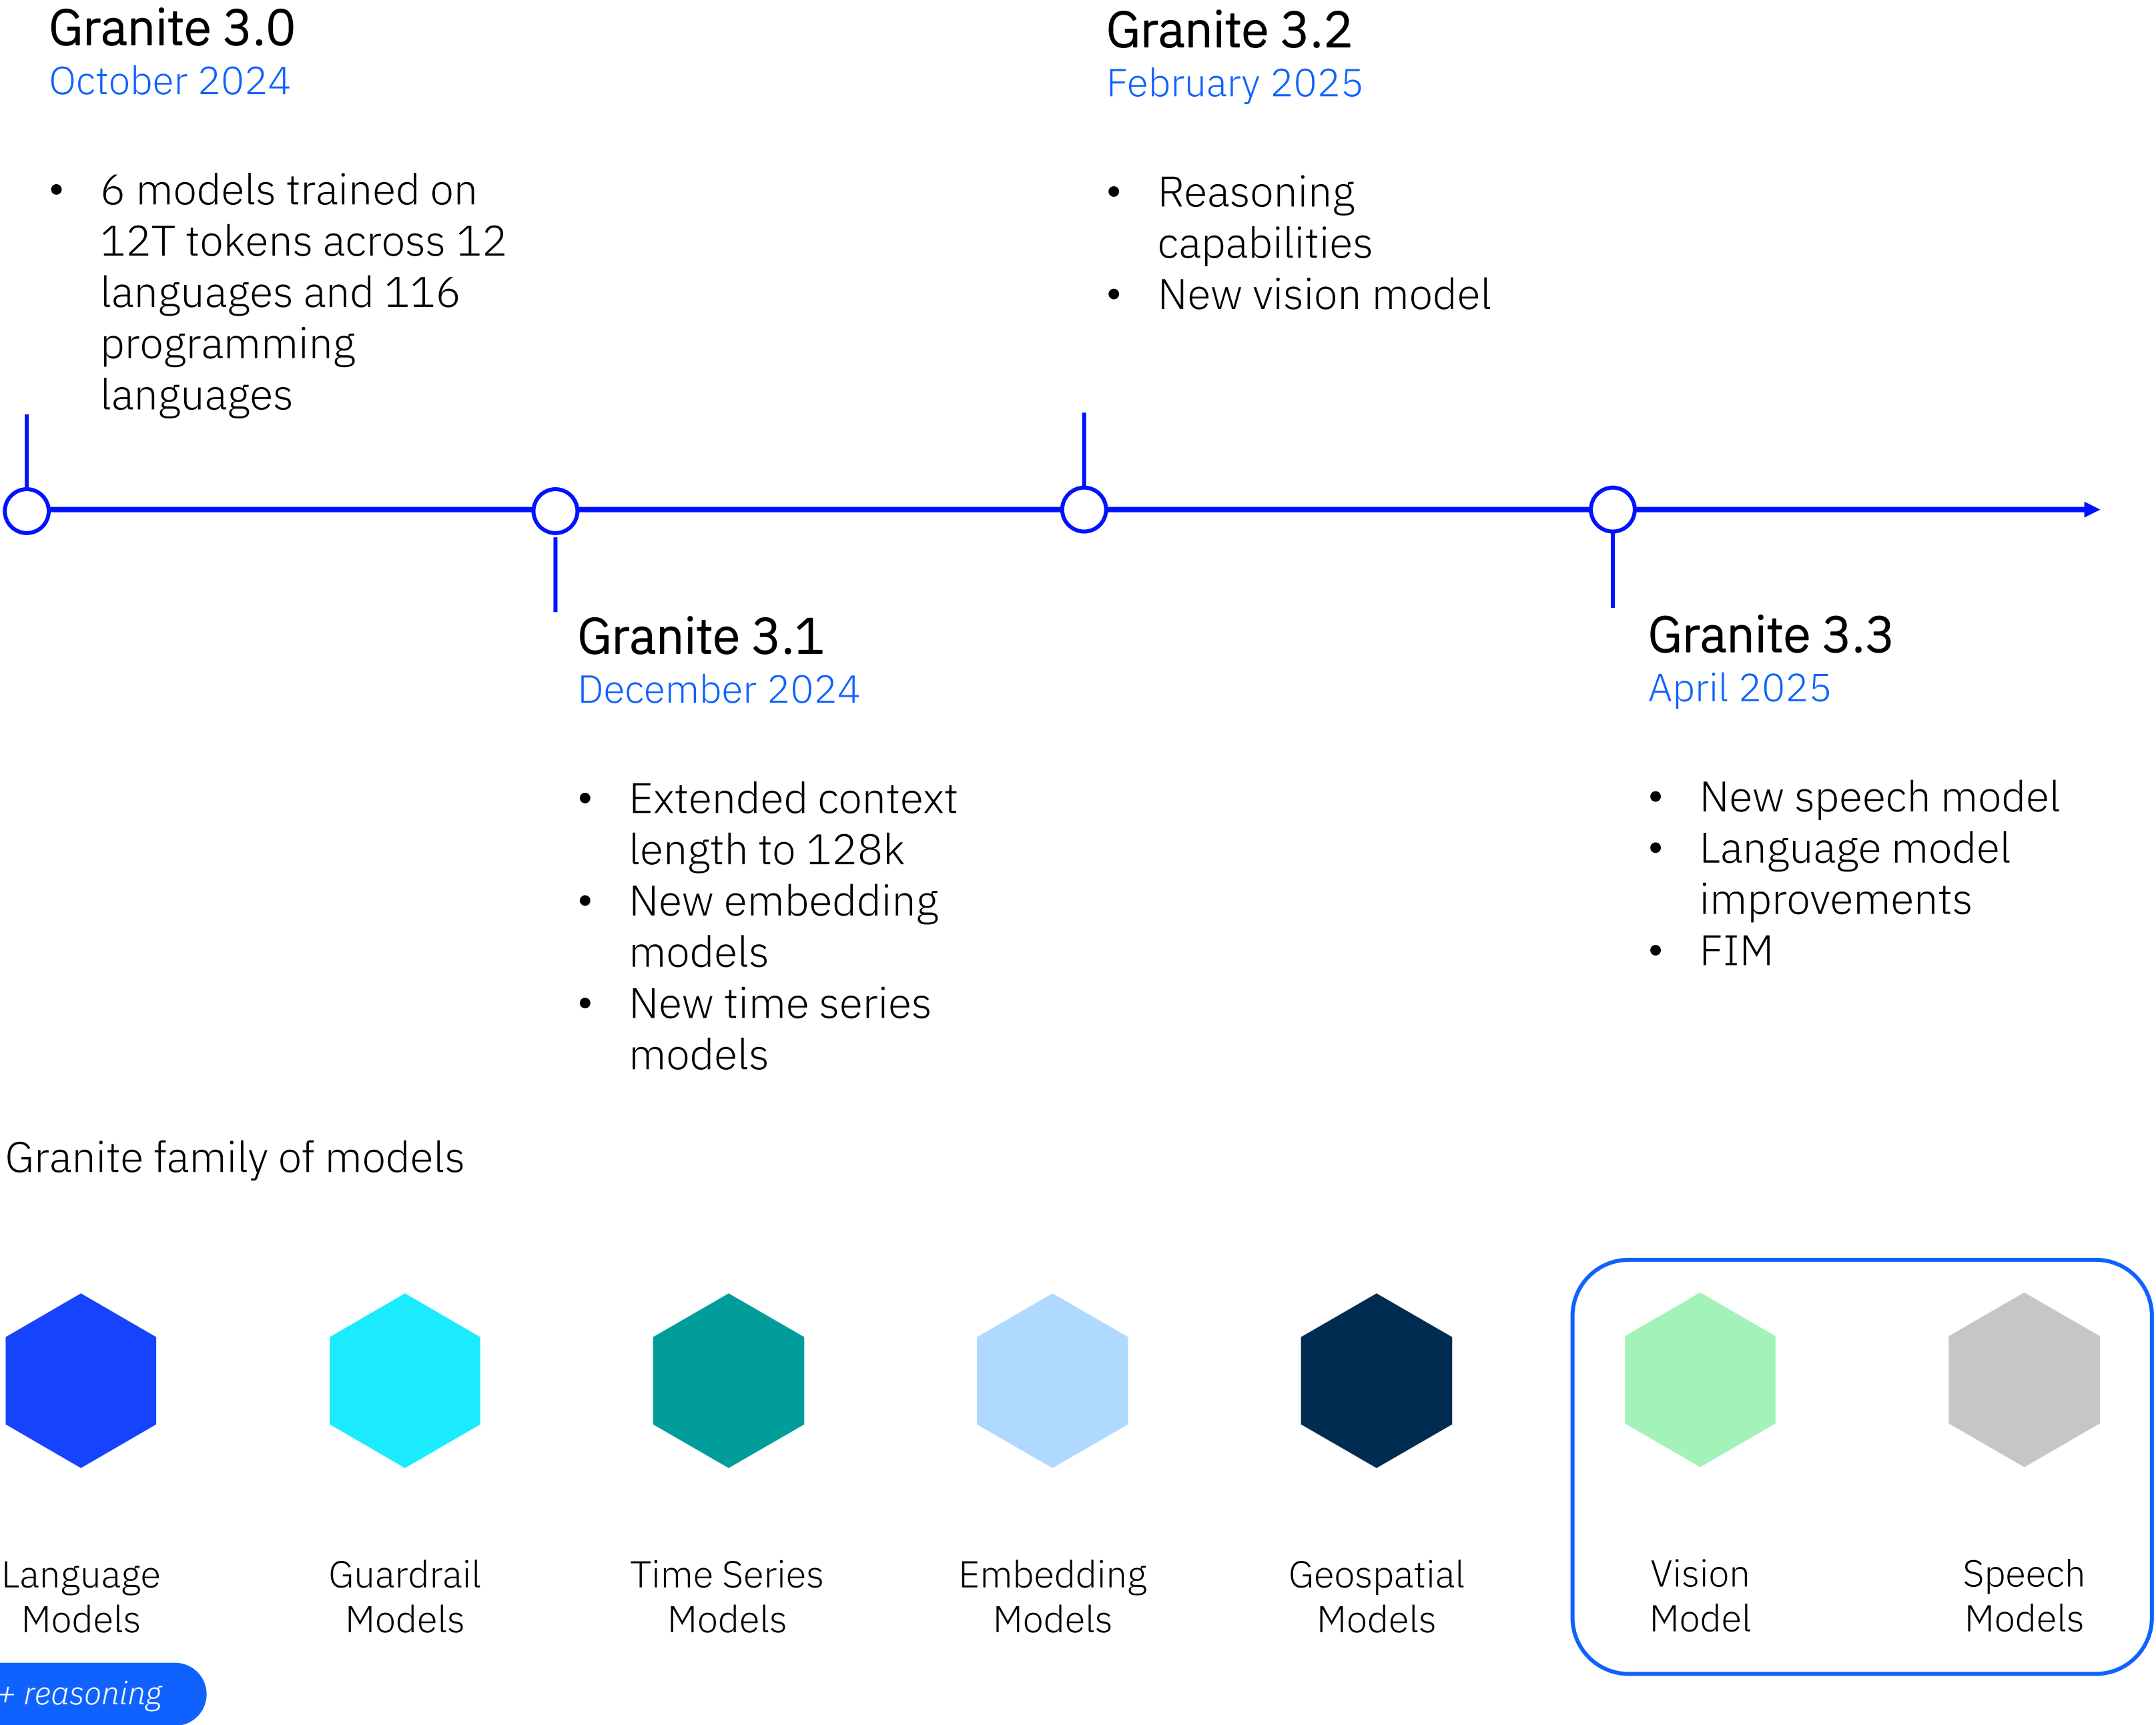 Granite 3.0
October 2024
• 6 models trained on
12T tokens across 12
languages and 116
programming
languages
Granite 3.2
February 2025
• Reasoning
capabilities
• New vision model
Granite 3.1
December 2024
• Extended context
length to 128k
• New embedding
models
• New time series
models
Granite 3.3
April 2025
• New speech model
• Language model
improvements
• FIM
Granite family of models
Language
Models
Guardrail
Models
Time Series
Models
Embedding
Models
Geospatial
Models
Vision
Model
Speech
Models
+ reasoning